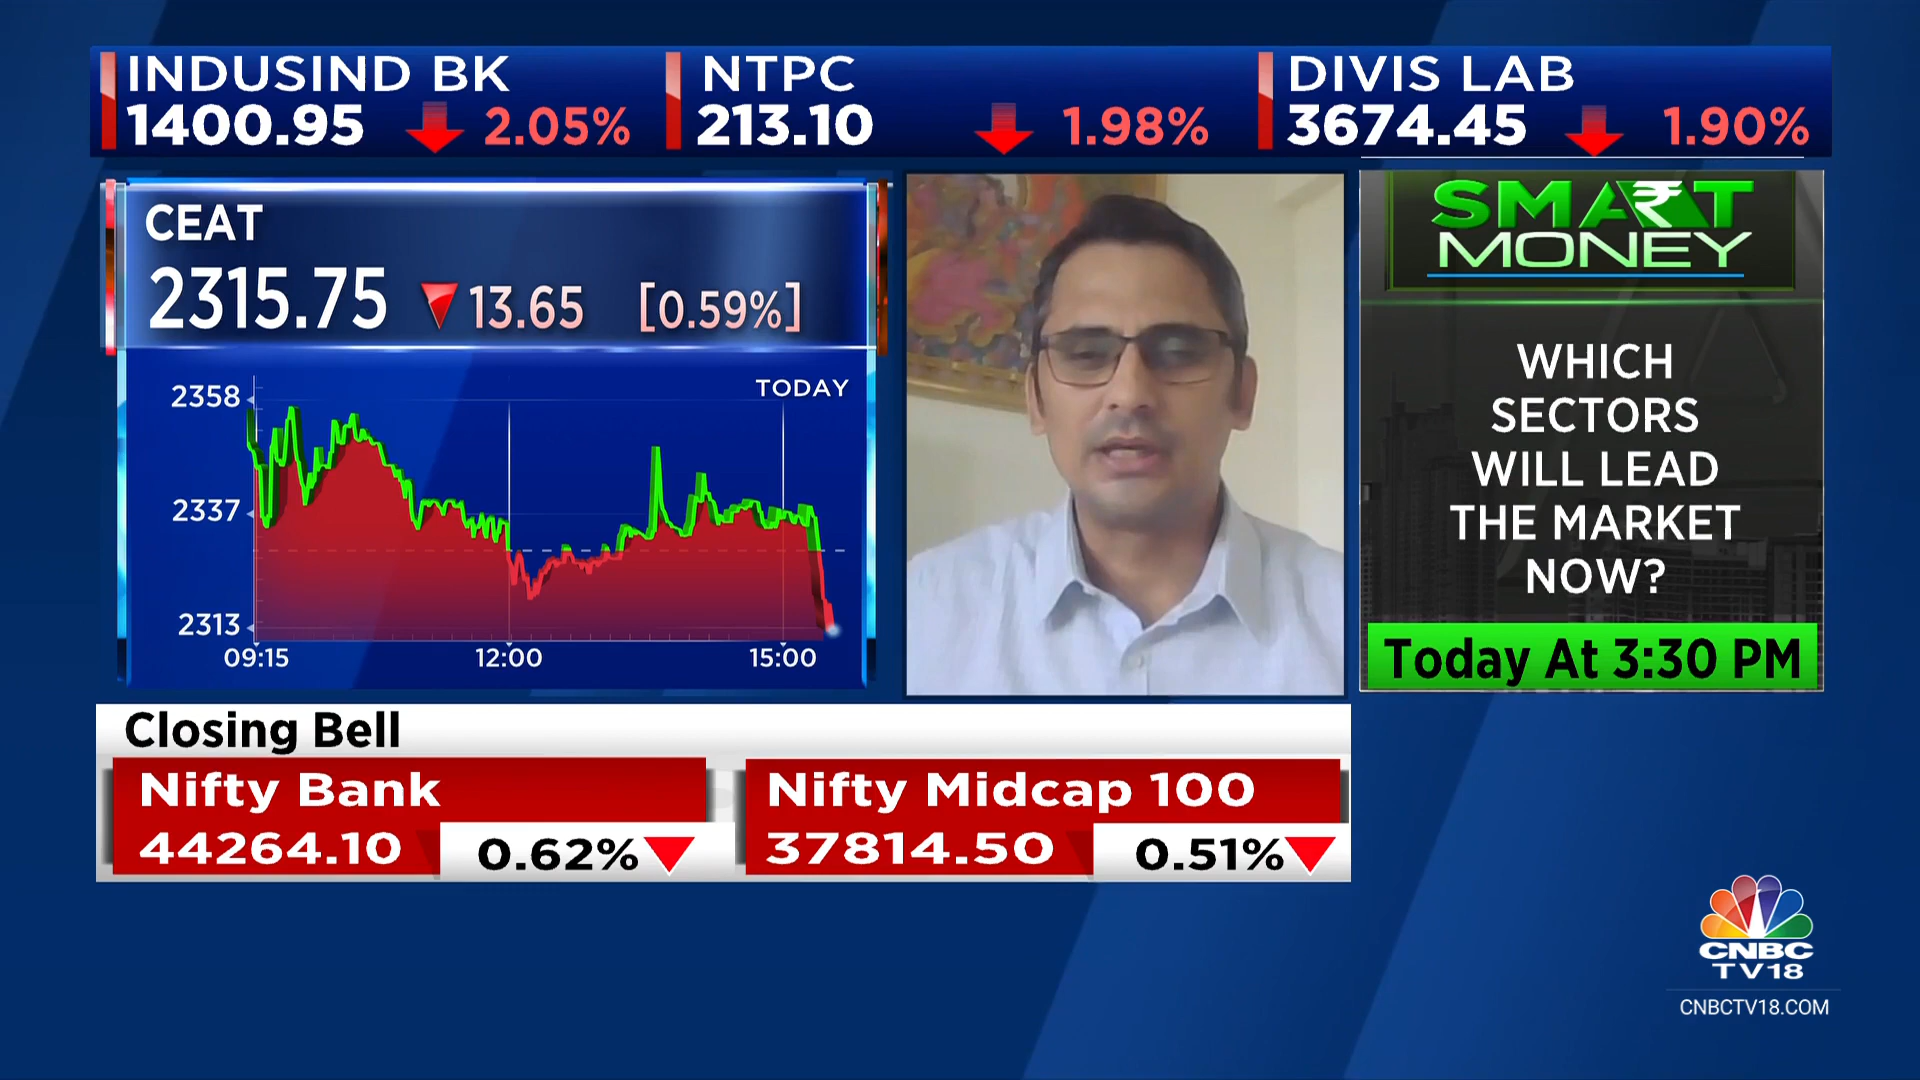 INDUSIND BK
1400.95 2.05%
NTPC
213.10 1.98%
DIVIS LAB
3674.45 1.90%
CEAT
2315.75 13.65 [0.59%]
TODAY
2358
2337
2313
09:15 12:00 15:00
SMA₹T
MONEY
WHICH
SECTORS
WILL LEAD
THE MARKET
NOW?
Today At 3:30 PM
Closing Bell
Nifty Bank
44264.10 0.62%
Nifty Midcap 100
37814.50 0.51%
CNBC
TV18
CNBCTV18.COM